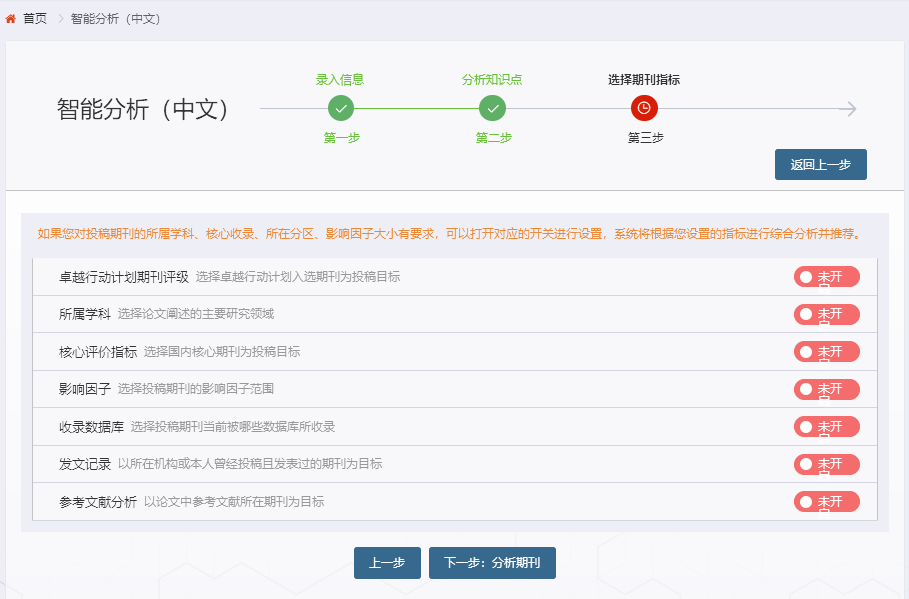 首页 智能分析（中文）
录入信息 分析知识点 选择期刊指标
智能分析（中文）
第一步 第二步 第三步
返回上一步
如果您对投稿期刊的所属学科、核心收录、所在分区、影响因子大小有要求，可以打开对应的开关进行设置，系统将根据您设置的指标进行综合分析并推荐。
卓越行动计划期刊评级 选择卓越行动计划入选期刊为投稿目标 未开启
所属学科 选择论文阐述的主要研究领域 未开启
核心评价指标 选择国内核心期刊为投稿目标 未开启
影响因子 选择投稿期刊的影响因子范围 未开启
收录数据库 选择投稿期刊当前被哪些数据库所收录 未开启
发文记录 以所在机构或本人曾经投稿且发表过的期刊为目标 未开启
参考文献分析 以论文中参考文献所在期刊为目标 未开启
上一步 下一步：分析期刊